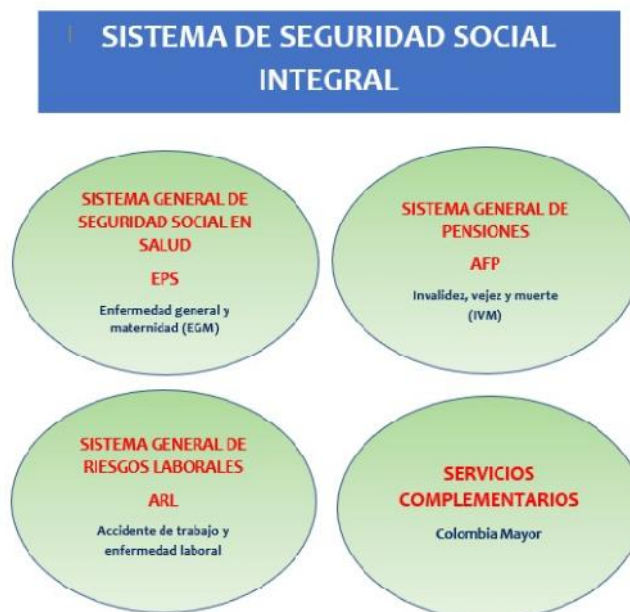 SISTEMA DE SEGURIDAD SOCIAL
INTEGRAL
SISTEMA GENERAL DE
SEGURIDAD SOCIAL EN
SALUD
EPS
Enfermedad general y
maternidad (EGM)
SISTEMA GENERAL DE
PENSIONES
AFP
Invalidez, vejez y muerte
(IVM)
SISTEMA GENERAL DE
RIESGOS LABORALES
ARL
Accidente de trabajo y
enfermedad laboral
SERVICIOS
COMPLEMENTARIOS
Colombia Mayor